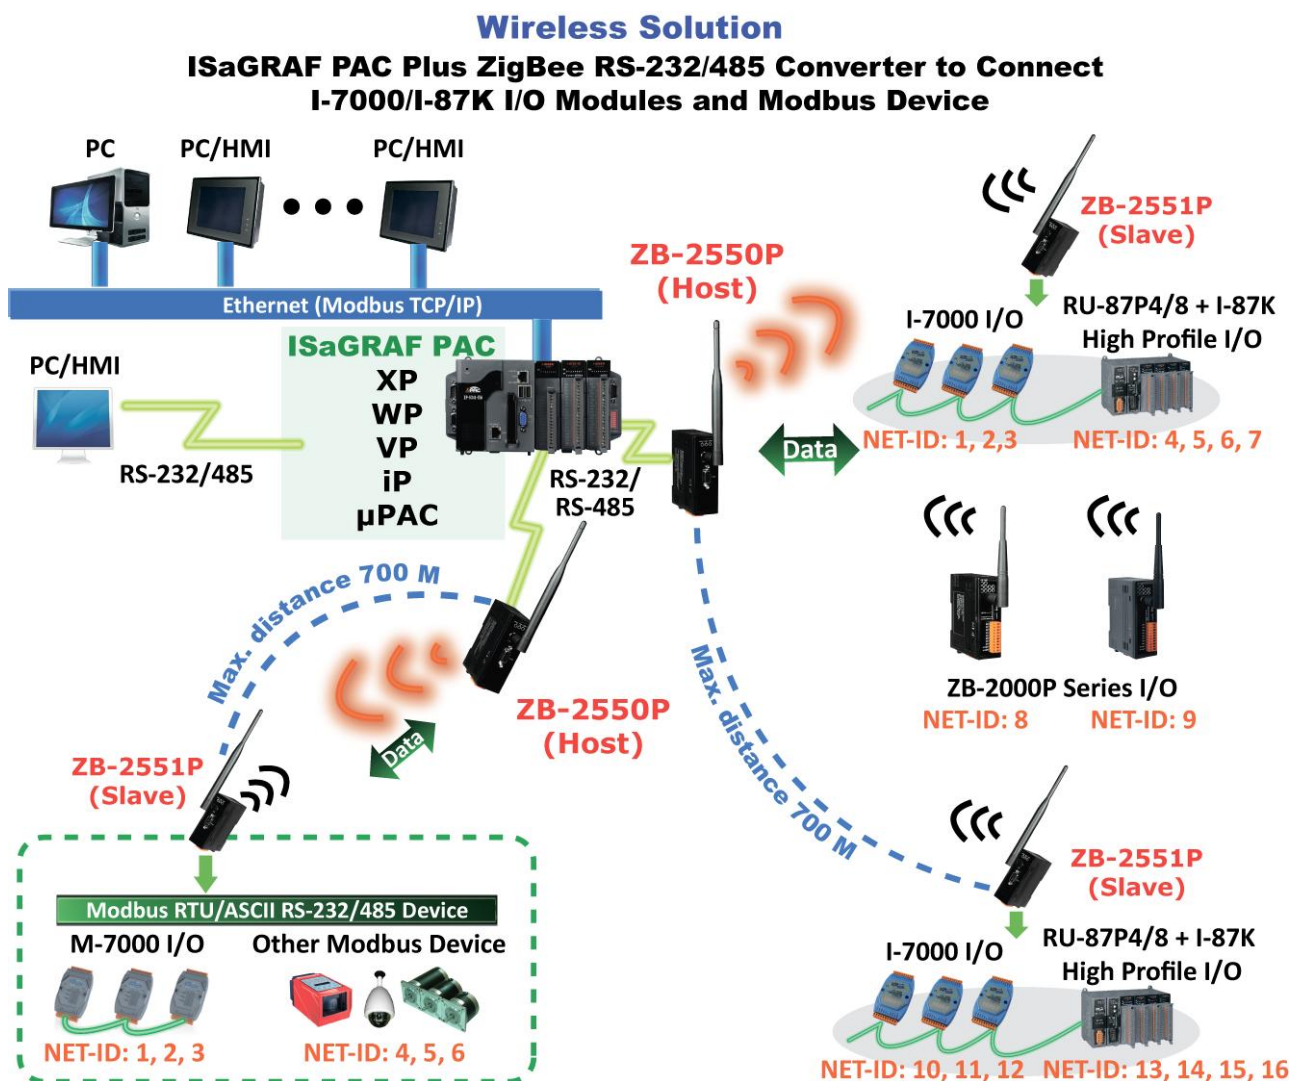 Wireless Solution
ISaGRAF PAC Plus ZigBee RS-232/485 Converter to Connect
I-7000/I-87K I/O Modules and Modbus Device
PC
PC/HMI
PC/HMI
Ethernet (Modbus TCP/IP)
PC/HMI
RS-232/485
ISaGRAF PAC
XP
WP
VP
iP
µPAC
RS-232/
RS-485
ZB-2550P
(Host)
Data
ZB-2551P
(Slave)
I-7000 I/O
RU-87P4/8 + I-87K
High Profile I/O
NET-ID: 1, 2,3
NET-ID: 4, 5, 6, 7
ZB-2000P Series I/O
NET-ID: 8
NET-ID: 9
Max. distance 700 M
Max. distance 700 M
ZB-2550P
(Host)
Data
ZB-2551P
(Slave)
Modbus RTU/ASCII RS-232/485 Device
M-7000 I/O
Other Modbus Device
NET-ID: 1, 2, 3
NET-ID: 4, 5, 6
ZB-2551P
(Slave)
I-7000 I/O
RU-87P4/8 + I-87K
High Profile I/O
NET-ID: 10, 11, 12
NET-ID: 13, 14, 15, 16